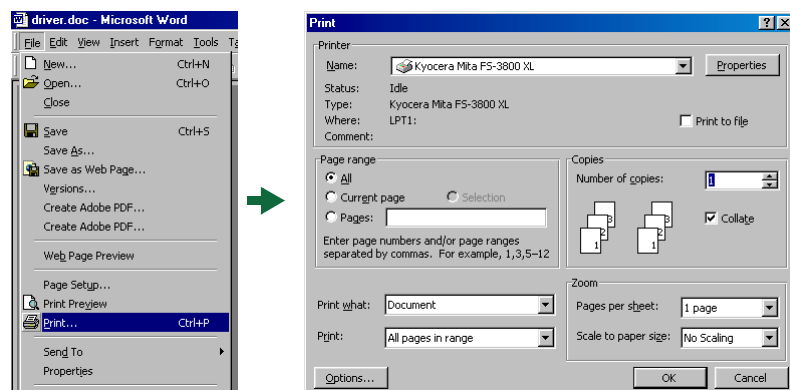 driver.doc - Microsoft Word
File Edit View Insert Format Tools
New... Ctrl+N
Open... Ctrl+O
Close
Save Ctrl+S
Save As...
Save as Web Page...
Versions...
Create Adobe PDF...
Create Adobe PDF...
Web Page Preview
Page Setup...
Print Preview
Print... Ctrl+P
Send To
Properties
Print
Printer
Name: Kyocera Mita FS-3800 XL Properties
Status: Idle
Type: Kyocera Mita FS-3800 XL
Where: LPT1: Print to file
Comment:
Page range
All
Current page Selection
Pages:
Enter page numbers and/or page ranges
separated by commas. For example, 1,3,5–12
Copies
Number of copies: 1
3 3
2 2
1 1
Collate
Print what: Document
Print: All pages in range
Zoom
Pages per sheet: 1 page
Scale to paper size: No Scaling
Options... OK Cancel